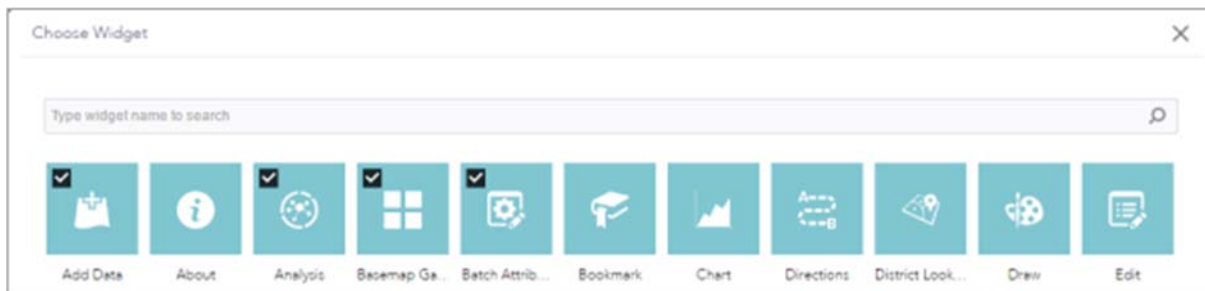 Choose Widget
Type widget name to search
Add Data About Analysis Basemap Ga... Batch Attrib... Bookmark Chart Directions District Look... Draw Edit